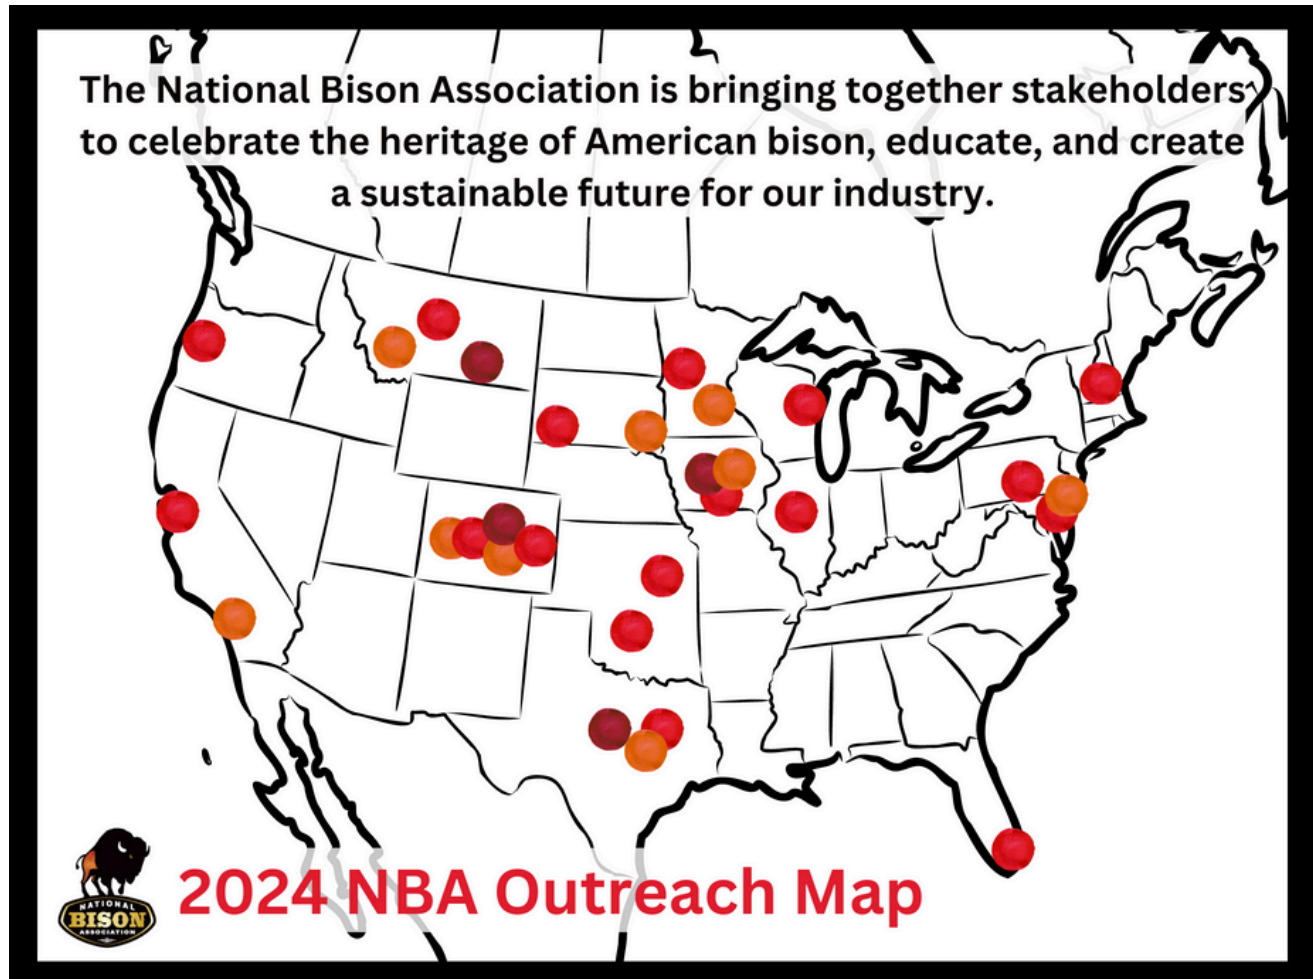 The National Bison Association is bringing together stakeholders
to celebrate the heritage of American bison, educate, and create
a sustainable future for our industry.
NATIONAL
BISON
ASSOCIATION
2024 NBA Outreach Map